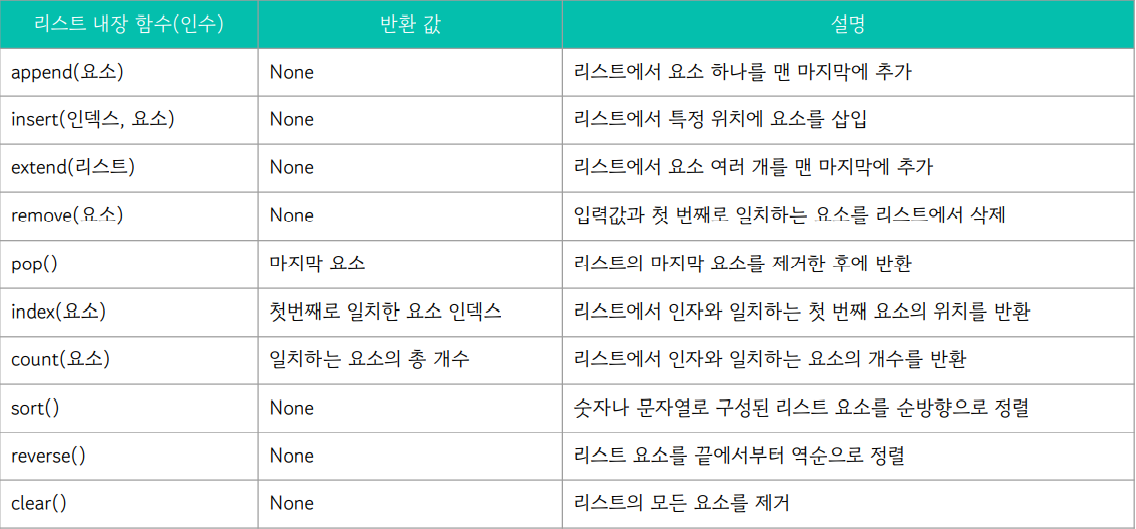 리스트 내장 함수(인수) 반환 값 설명
append(요소) None 리스트에서 요소 하나를 맨 마지막에 추가
insert(인덱스, 요소) None 리스트에서 특정 위치에 요소를 삽입
extend(리스트) None 리스트에서 요소 여러 개를 맨 마지막에 추가
remove(요소) None 입력값과 첫 번째로 일치하는 요소를 리스트에서 삭제
pop() 마지막 요소 리스트의 마지막 요소를 제거한 후에 반환
index(요소) 첫번째로 일치한 요소 인덱스 리스트에서 인자와 일치하는 첫 번째 요소의 위치를 반환
count(요소) 일치하는 요소의 총 개수 리스트에서 인자와 일치하는 요소의 개수를 반환
sort() None 숫자나 문자열로 구성된 리스트 요소를 순방향으로 정렬
reverse() None 리스트 요소를 끝에서부터 역순으로 정렬
clear() None 리스트의 모든 요소를 제거